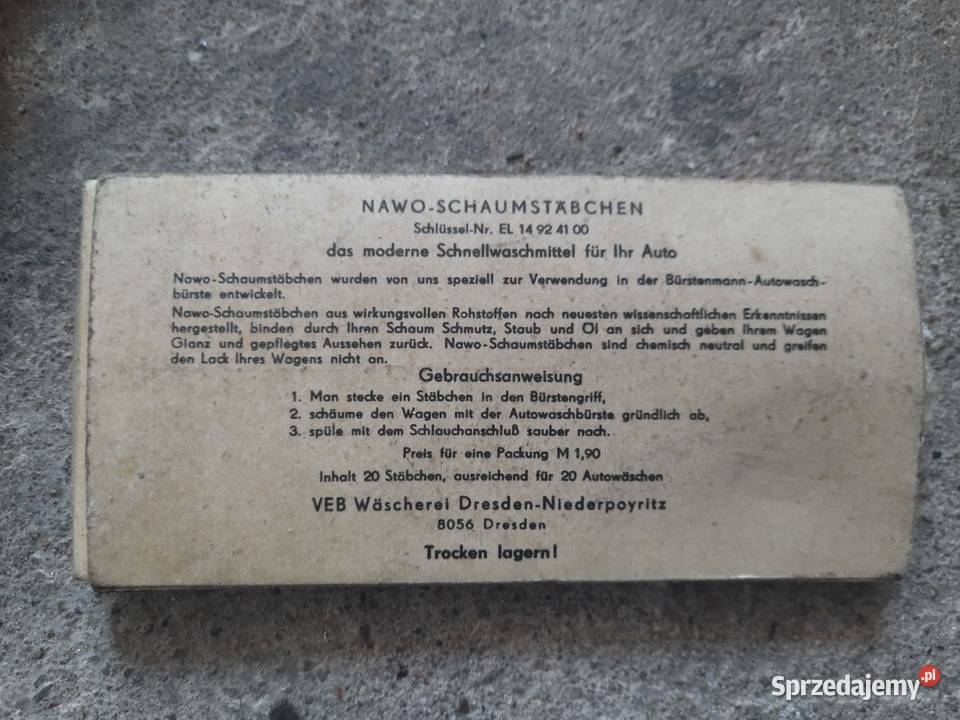 NAWO-SCHAUMSTÄBCHEN
Schlüssel-Nr. EL 14 92 41 00
das moderne Schnellwaschmittel für Ihr Auto
Nawo-Schaumstäbchen wurden von uns speziell zur Verwendung in der Bürstenmann-Autowasch-
bürste entwickelt.
Nawo-Schaumstäbchen aus wirkungsvollen Rohstoffen nach neuesten wissenschaftlichen Erkenntnissen
hergestellt, binden durch Ihren Schaum Schmutz, Staub und Öl an sich und geben Ihrem Wagen
Glanz und gepflegtes Aussehen zurück. Nawo-Schaumstäbchen sind chemisch neutral und greifen
den Lack Ihres Wagens nicht an.
Gebrauchsanweisung
1. Man stecke ein Stäbchen in den Bürstengriff,
2. schäume den Wagen mit der Autowaschbürste gründlich ab,
3. spüle mit dem Schlauchanschluß sauber nach.
Preis für eine Packung M 1,90
Inhalt 20 Stäbchen, ausreichend für 20 Autowäschen
VEB Wäscherei Dresden-Niederpoyritz
8056 Dresden
Trocken lagern!
Sprzedajemy.pl